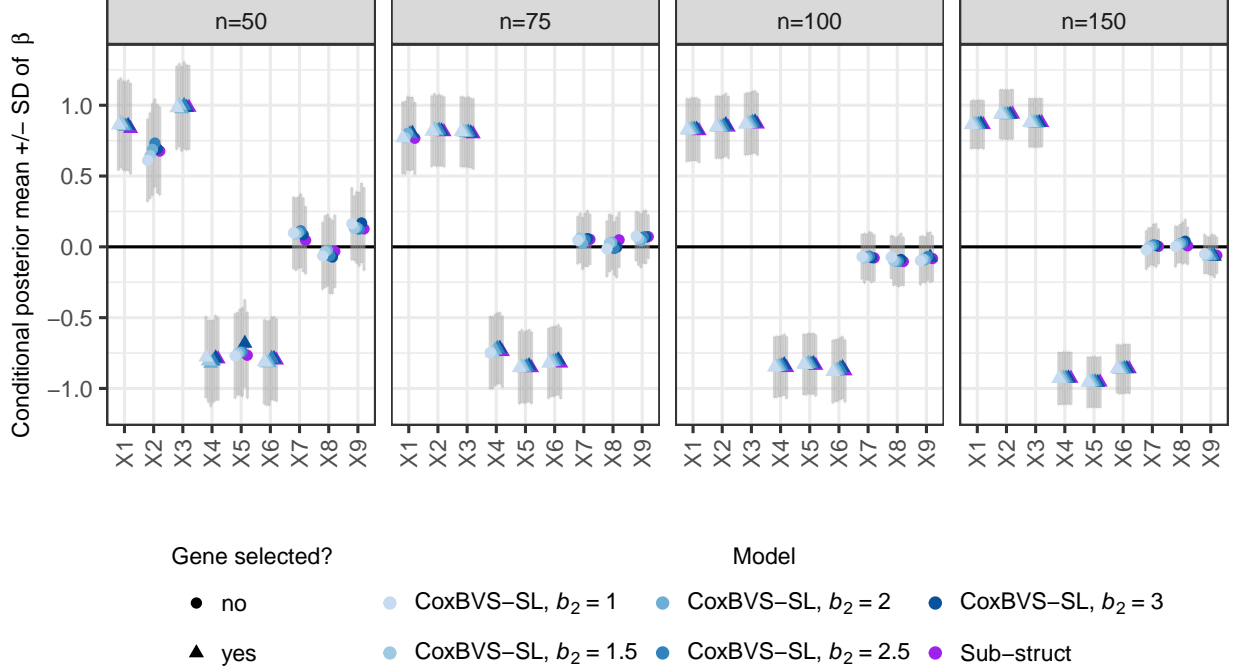 n=50 n=75 n=100 n=150
Conditional posterior mean +/− SD of β
1.0
0.5
0.0
−0.5
−1.0
X1 X2 X3 X4 X5 X6 X7 X8 X9 X1 X2 X3 X4 X5 X6 X7 X8 X9 X1 X2 X3 X4 X5 X6 X7 X8 X9 X1 X2 X3 X4 X5 X6 X7 X8 X9
Gene selected? Model
no CoxBVS−SL, b₂ = 1 CoxBVS−SL, b₂ = 2 CoxBVS−SL, b₂ = 3
yes CoxBVS−SL, b₂ = 1.5 CoxBVS−SL, b₂ = 2.5 Sub−struct